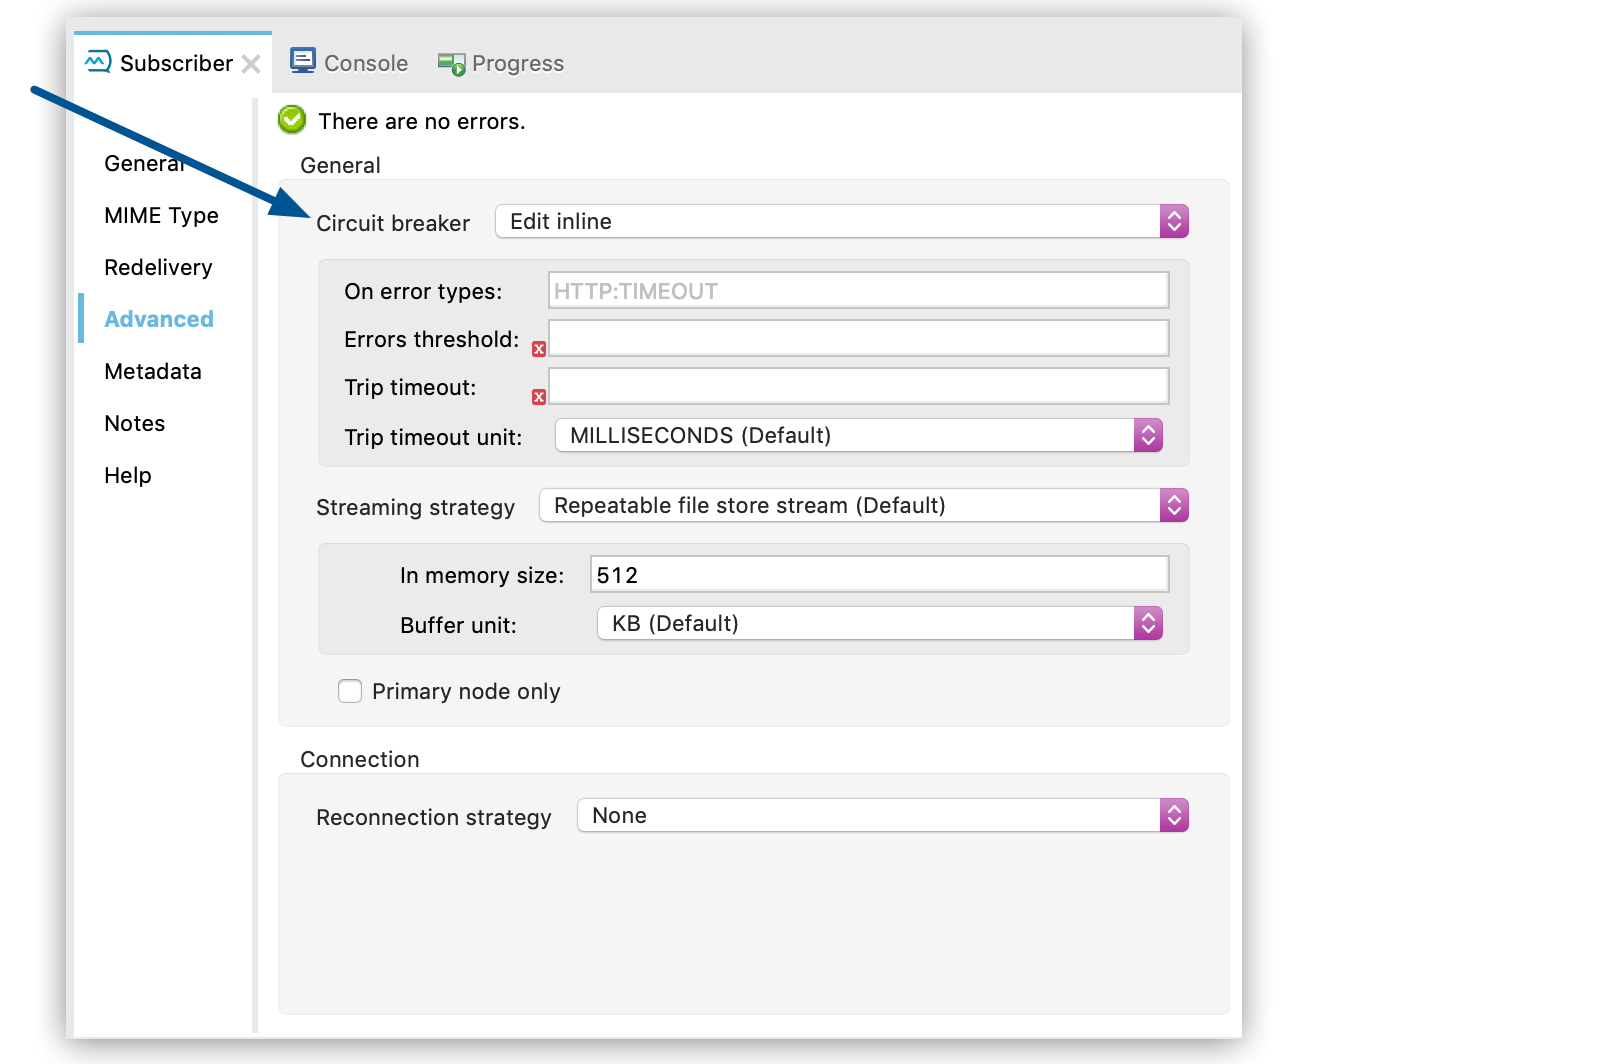 Subscriber
Console
Progress
There are no errors.
General
MIME Type
Redelivery
Advanced
Metadata
Notes
Help
General
Circuit breaker
Edit inline
On error types:
HTTP:TIMEOUT
Errors threshold:
Trip timeout:
Trip timeout unit:
MILLISECONDS (Default)
Streaming strategy
Repeatable file store stream (Default)
In memory size:
512
Buffer unit:
KB (Default)
Primary node only
Connection
Reconnection strategy
None